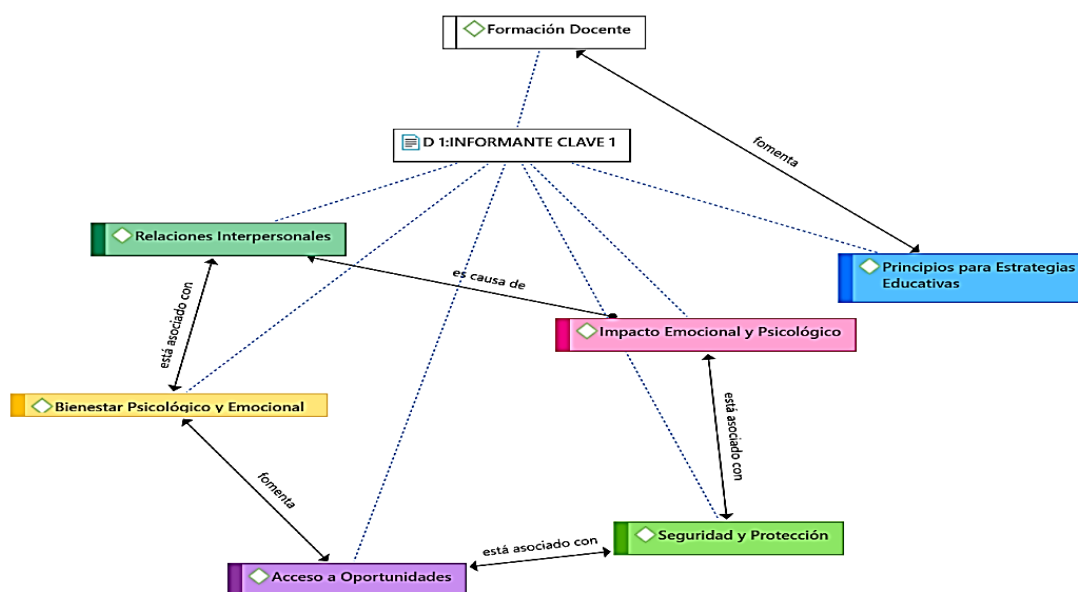 Formación Docente
D 1:INFORMANTE CLAVE 1
fomenta
Relaciones Interpersonales
Principios para Estrategias
Educativas
es causa de
está asociado con
Impacto Emocional y Psicológico
Bienestar Psicológico y Emocional
está asociado con
fomenta
Seguridad y Protección
está asociado con
Acceso a Oportunidades